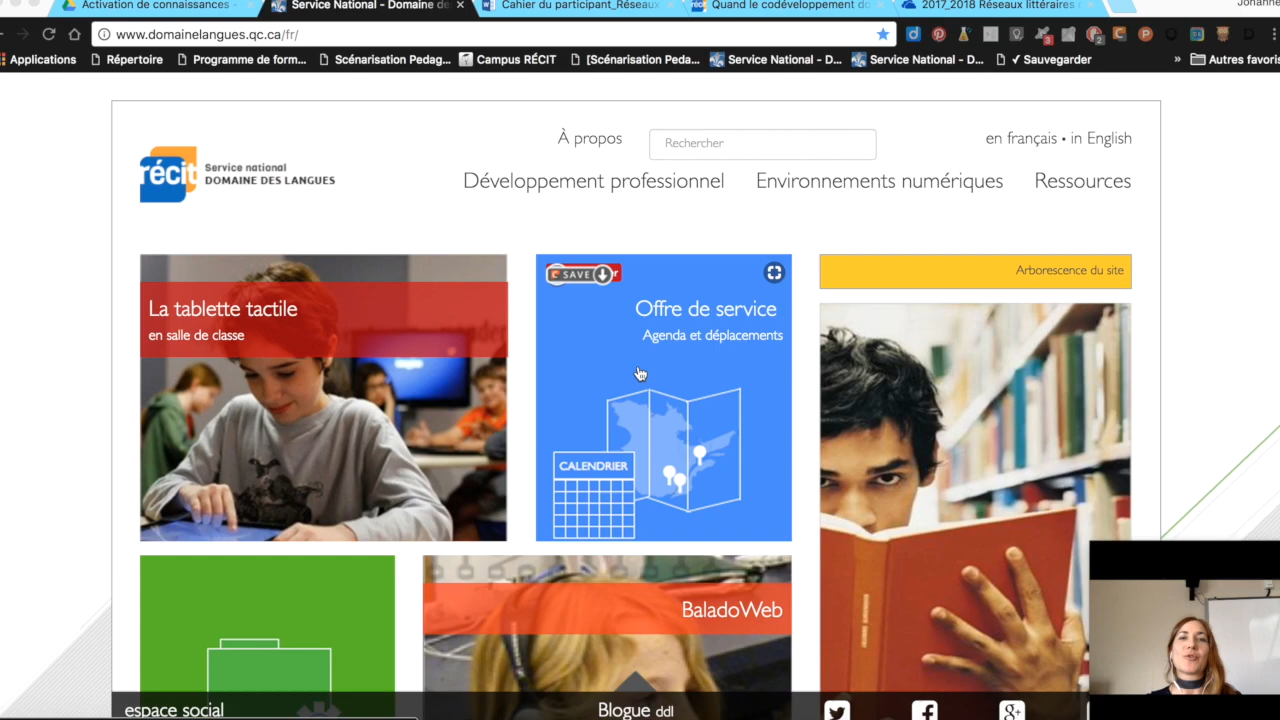 Activation de connaissances -
Service National - Domaine de
Cahier du participant_Réseaux
Quand le codéveloppement do
2017_2018 Réseaux littéraires
Johanne
www.domainelangues.qc.ca/fr/
Applications
Répertoire
Programme de form...
Scénarisation Pedag...
Campus RÉCIT
[Scénarisation Peda...
Service National - D...
Service National - D...
✓ Sauvegarder
»
Autres favoris
À propos
Rechercher
en français • in English
récit
Service national
DOMAINE DES LANGUES
Développement professionnel
Environnements numériques
Ressources
SAVE
Arborescence du site
La tablette tactile
en salle de classe
Offre de service
Agenda et déplacements
CALENDRIER
BaladoWeb
espace social
Blogue ddl